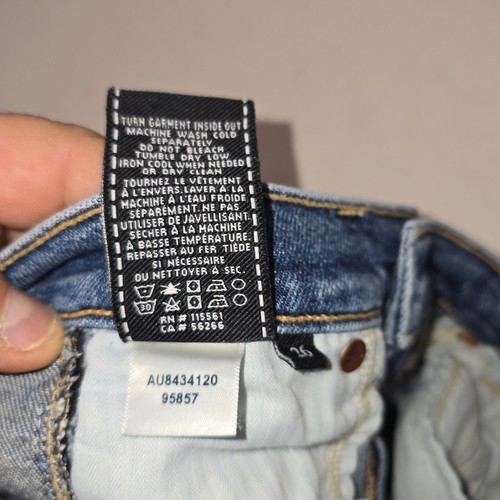 TURN GARMENT INSIDE OUT
MACHINE WASH COLD
SEPARATELY
DO NOT BLEACH
TUMBLE DRY LOW
IRON COOL WHEN NEEDED
OR DRY CLEAN
TOURNEZ LE VÊTEMENT
À L'ENVERS.LAVER À LA
MACHINE À L'EAU FROIDE
SÉPARÉMENT. NE PAS
UTILISER DE JAVELLISANT.
SÉCHER À LA MACHINE
À BASSE TEMPÉRATURE.
REPASSER AU FER TIÈDE
SI NÉCESSAIRE
OU NETTOYER À SEC.
30
RN # 115561
CA # 56266
AU8434120
95857